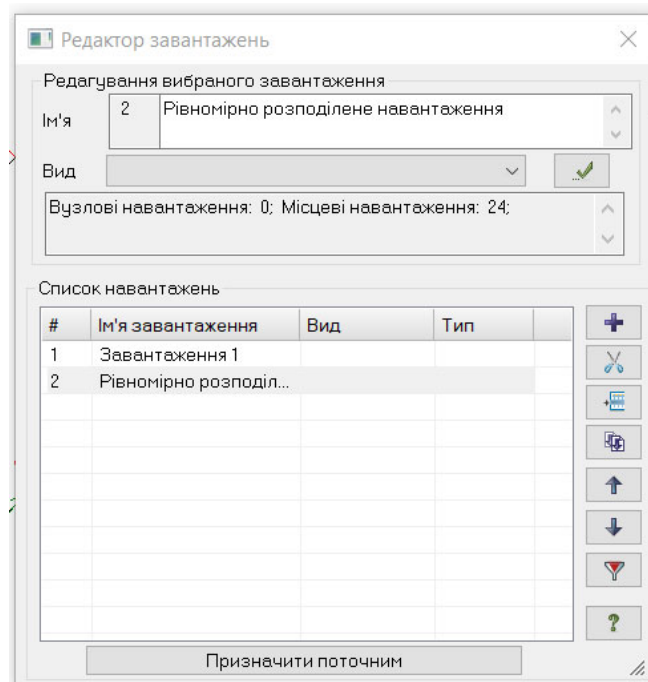 Редактор завантажень
Редагування вибраного завантаження
Ім'я 2 Рівномірно розподілене навантаження
Вид
Вузлові навантаження: 0; Місцеві навантаження: 24;
Список навантажень
# Ім'я завантаження Вид Тип
1 Завантаження 1
2 Рівномірно розподіл...
Призначити поточним